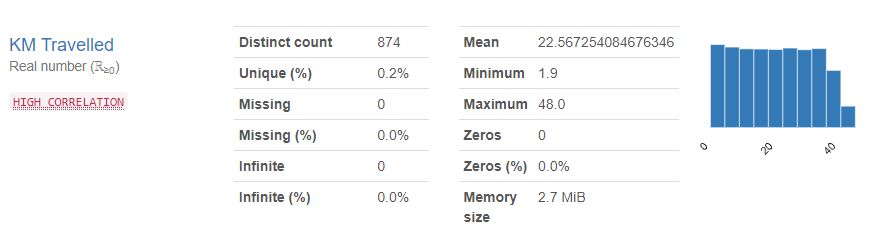 KM Travelled
Real number (ℝ≥0)
HIGH CORRELATION
Distinct count 874
Unique (%) 0.2%
Missing 0
Missing (%) 0.0%
Infinite 0
Infinite (%) 0.0%
Mean 22.567254084676346
Minimum 1.9
Maximum 48.0
Zeros 0
Zeros (%) 0.0%
Memory size 2.7 MiB
0 20 40